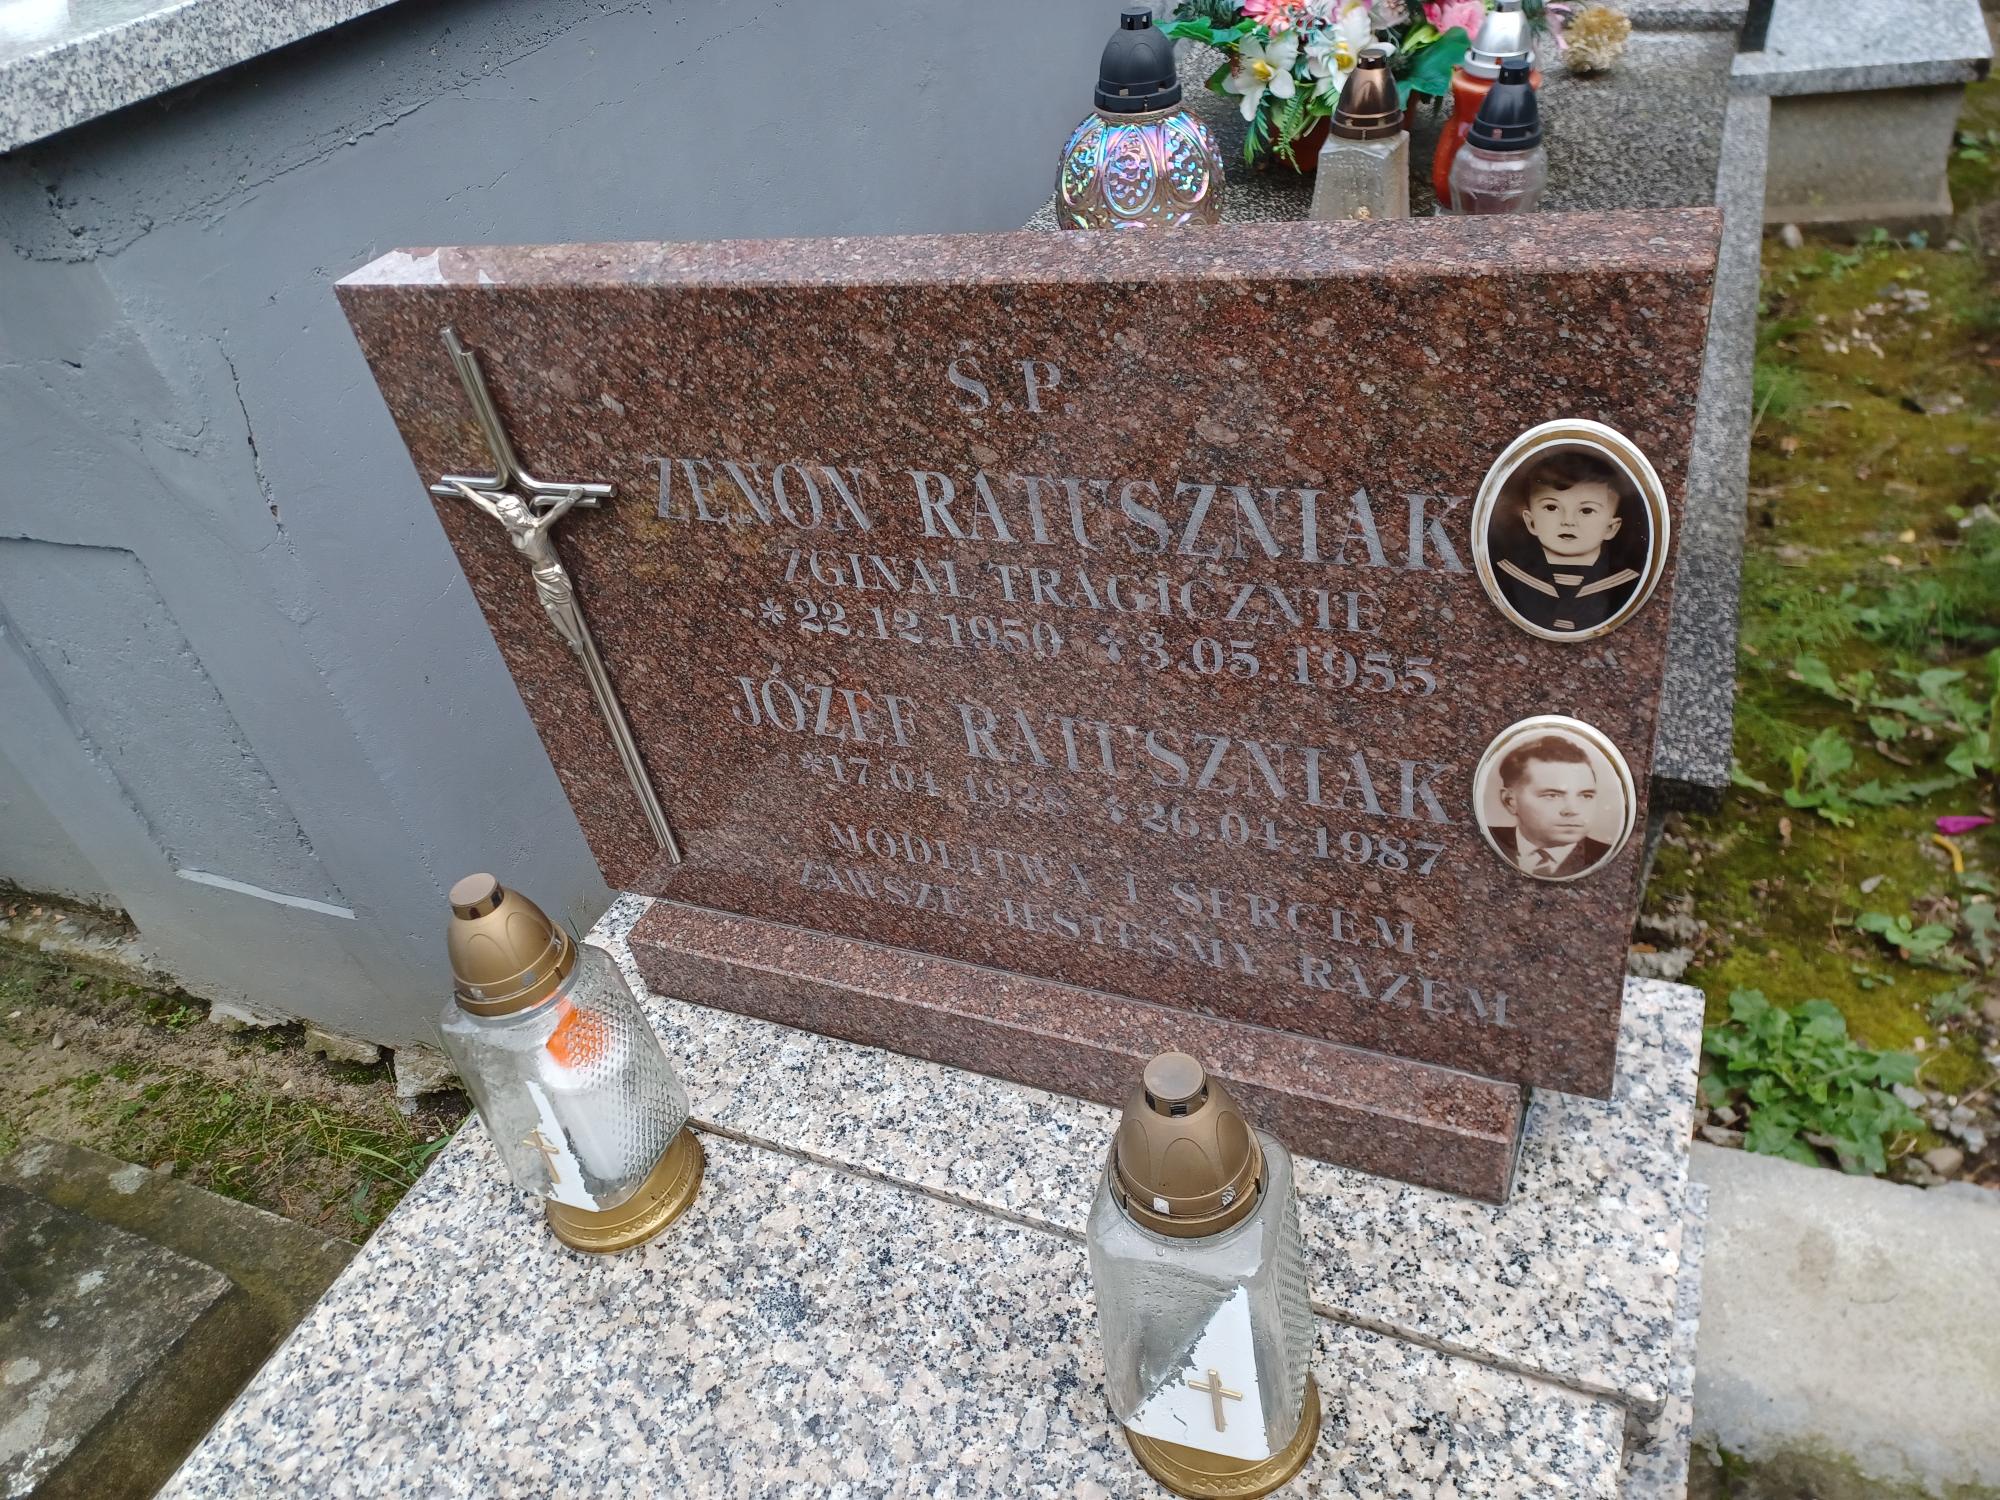 Ś.P.
ZENON RATUSZNIAK
ZGINĄŁ TRAGICZNIE
*22.12.1950 †3.05.1955
JÓZEF RATUSZNIAK
*17.04 1928 †26.04.1987
MODLITWĄ I SERCEM,
ZAWSZE JESTEŚMY RAZEM